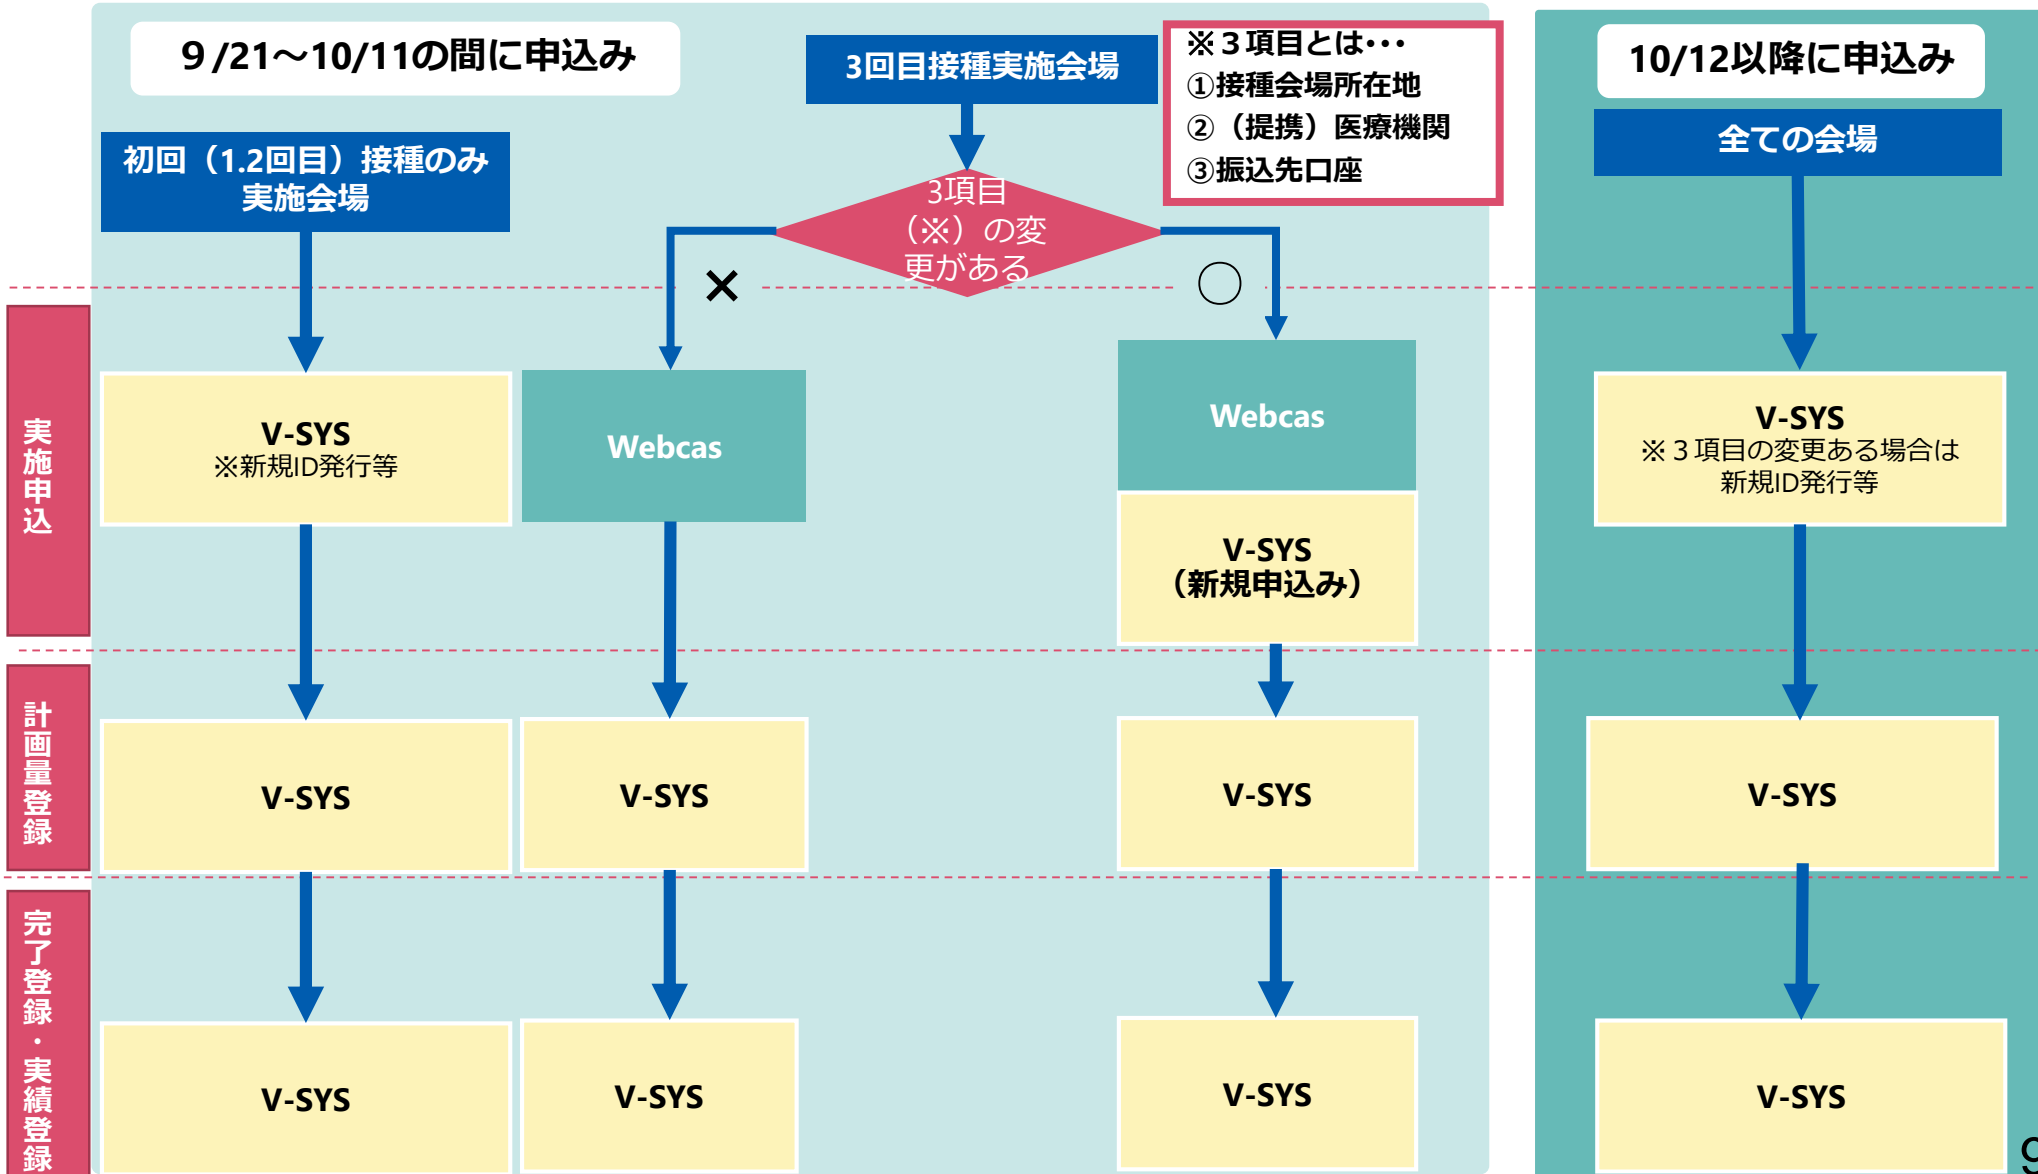 ９/21～10/11の間に申込み
3回目接種実施会場
※３項目とは･･･
①接種会場所在地
②（提携）医療機関
③振込先口座
10/12以降に申込み
初回（1.2回目）接種のみ
実施会場
全ての会場
3項目
（※）の変
更がある
×
○
実施申込
V-SYS
※新規ID発行等
Webcas
Webcas
V-SYS
（新規申込み）
V-SYS
※３項目の変更ある場合は
新規ID発行等
計画量登録
V-SYS
V-SYS
V-SYS
V-SYS
完了登録・実績登録
V-SYS
V-SYS
V-SYS
V-SYS
9